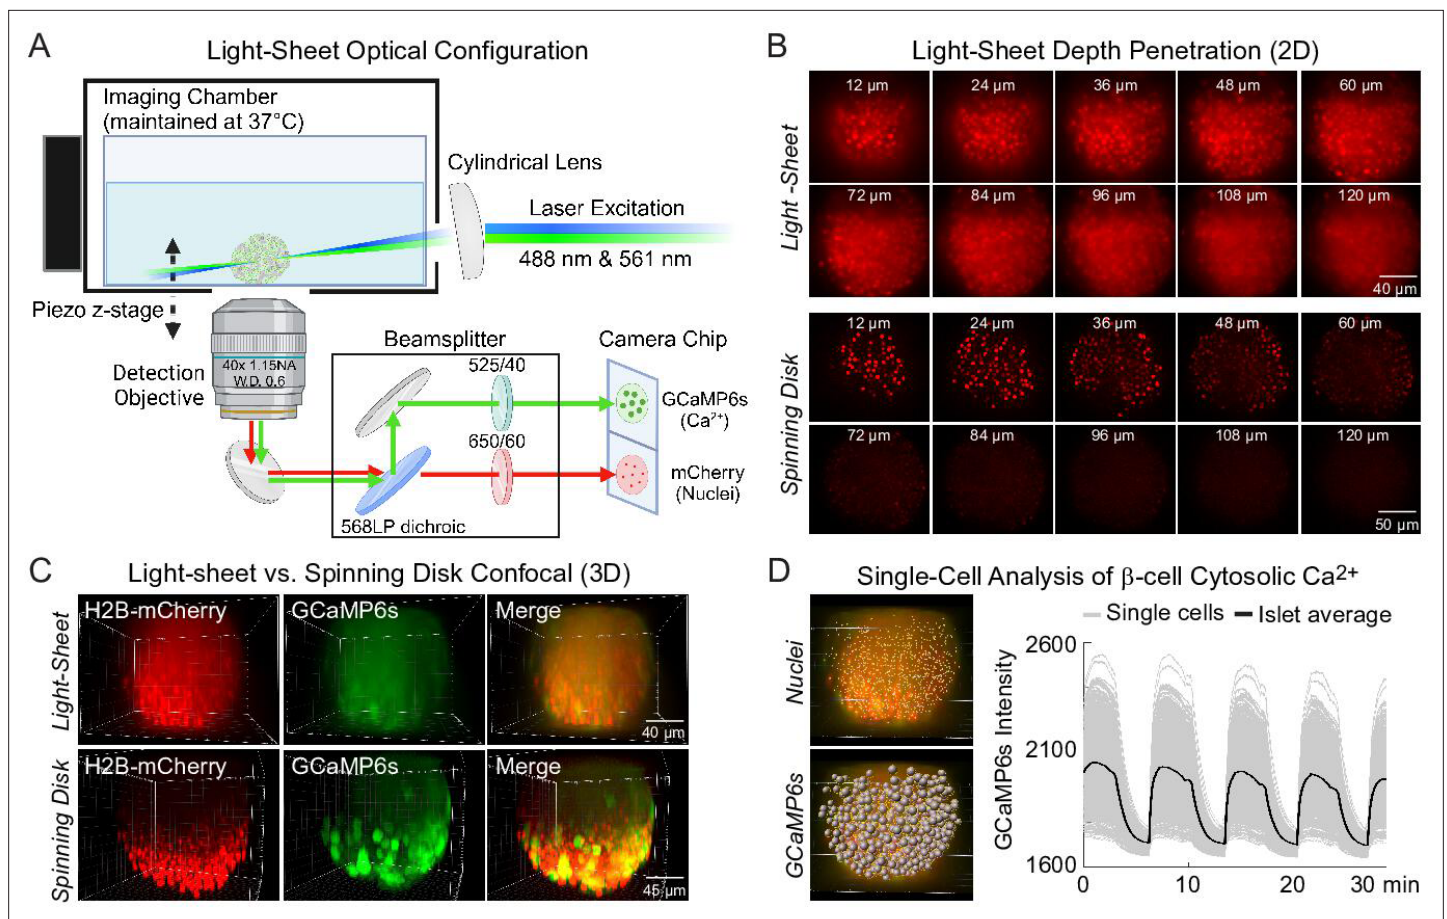 A
Light-Sheet Optical Configuration
Imaging Chamber
(maintained at 37°C)
Cylindrical Lens
Laser Excitation
488 nm & 561 nm
Piezo z-stage
40x 1.15NA
W.D. 0.6
Detection
Objective
Beamsplitter
525/40
650/60
568LP dichroic
Camera Chip
GCaMP6s
(Ca²⁺)
mCherry
(Nuclei)
B
Light-Sheet Depth Penetration (2D)
Light -Sheet
12 µm
24 µm
36 µm
48 µm
60 µm
72 µm
84 µm
96 µm
108 µm
120 µm
40 µm
Spinning Disk
12 µm
24 µm
36 µm
48 µm
60 µm
72 µm
84 µm
96 µm
108 µm
120 µm
50 µm
C
Light-sheet vs. Spinning Disk Confocal (3D)
Light-Sheet
H2B-mCherry
GCaMP6s
Merge
40 µm
Spinning Disk
H2B-mCherry
GCaMP6s
Merge
45 µm
D
Single-Cell Analysis of β-cell Cytosolic Ca²⁺
Nuclei
GCaMP6s
Single cells
Islet average
GCaMP6s Intensity
2600
2100
1600
0
10
20
30 min